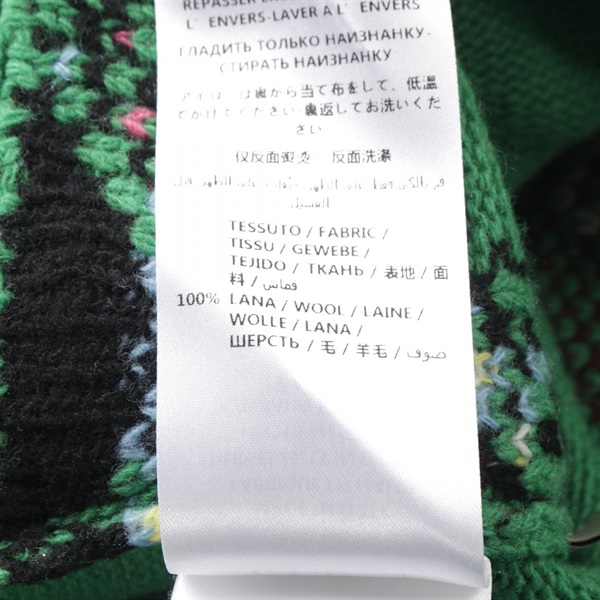 REPASSER
L'ENVERS-LAVER A L'ENVERS
ГЛАДИТЬ ТОЛЬКО НАИЗНАНКУ-
СТИРАТЬ НАИЗНАНКУ
アイロンは裏から当て布をして、低温
でかけてください 裏返してお洗いくだ
さい
仅反面熨烫 反面洗涤
الغسيل
TESSUTO / FABRIC /
TISSU / GEWEBE /
TEJIDO / ТКАНЬ / 表地 / 面
料 / قماش
100% LANA / WOOL / LAINE /
WOLLE / LANA /
ШЕРСТЬ / 毛 / 羊毛 / صوف